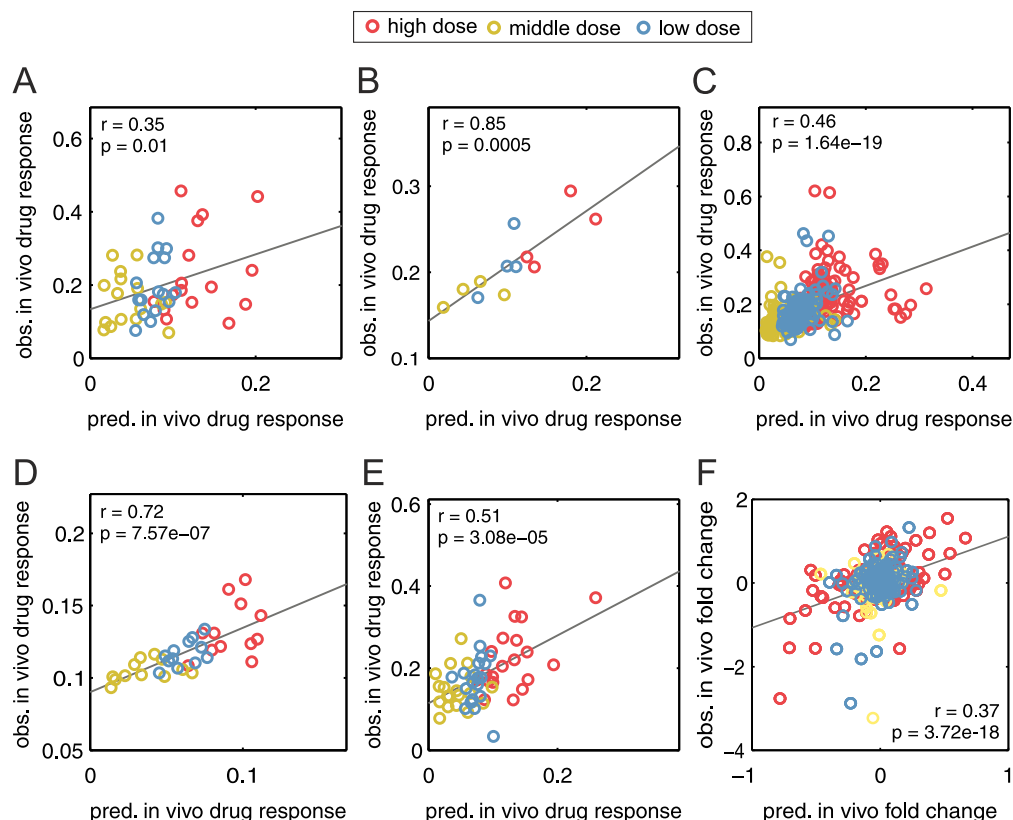 high dose middle dose low dose
A
r = 0.35
p = 0.01
obs. in vivo drug response
0.6
0.4
0.2
0
0 0.2
pred. in vivo drug response
B
r = 0.85
p = 0.0005
obs. in vivo drug response
0.3
0.2
0.1
0 0.2
pred. in vivo drug response
C
r = 0.46
p = 1.64e-19
obs. in vivo drug response
0.8
0.6
0.4
0.2
0
0 0.2 0.4
pred. in vivo drug response
D
r = 0.72
p = 7.57e−07
obs. in vivo drug response
0.2
0.15
0.1
0.05
0 0.1
pred. in vivo drug response
E
r = 0.51
p = 3.08e−05
obs. in vivo drug response
0.6
0.4
0.2
0
0 0.2
pred. in vivo drug response
F
obs. in vivo fold change
2
0
−2
−4
r = 0.37
p = 3.72e-18
−1 0 1
pred. in vivo fold change